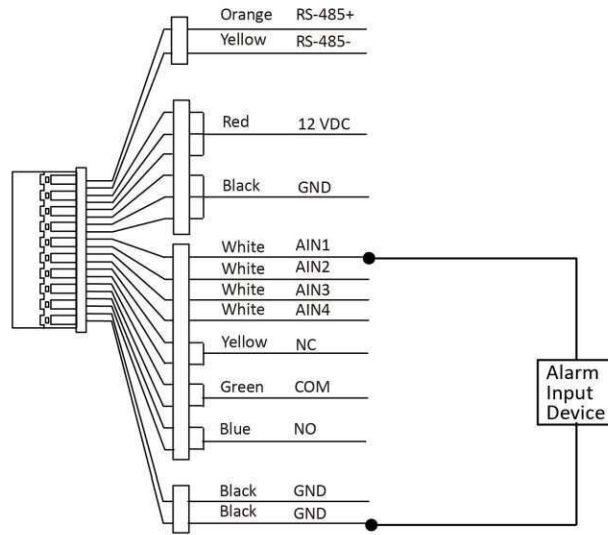 Orange RS-485+
Yellow RS-485-
Red 12 VDC
Black GND
White AIN1
White AIN2
White AIN3
White AIN4
Yellow NC
Green COM
Blue NO
Alarm
Input
Device
Black GND
Black GND